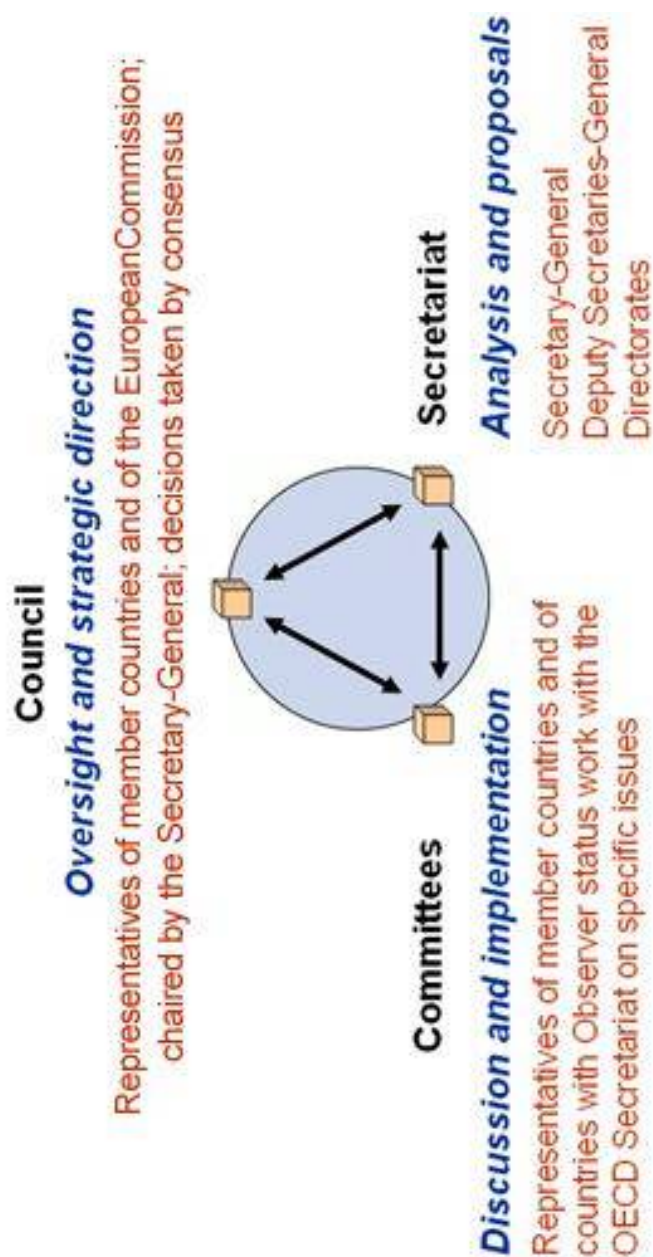 Council
Oversight and strategic direction
Representatives of member countries and of the EuropeanCommission;
chaired by the Secretary-General; decisions taken by consensus
Committees
Discussion and implementation
Representatives of member countries and of
countries with Observer status work with the
OECD Secretariat on specific issues
Secretariat
Analysis and proposals
Secretary-General
Deputy Secretaries-General
Directorates